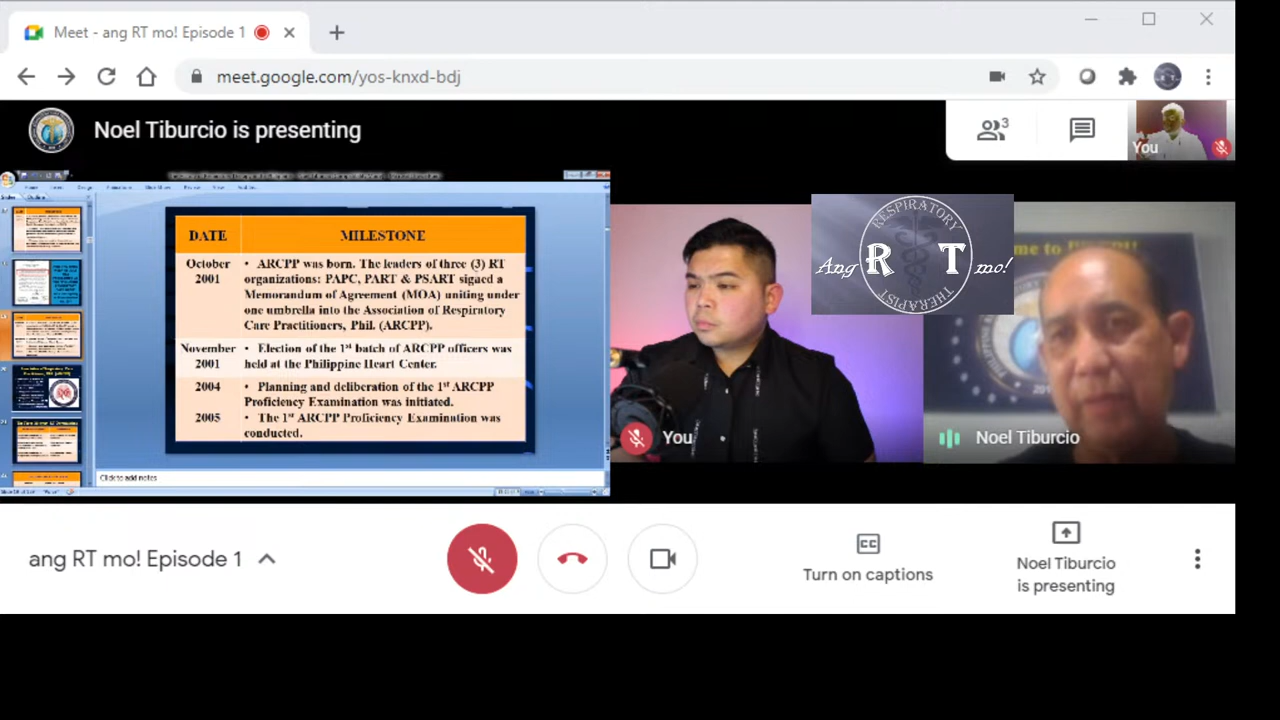 Meet - ang RT mo! Episode 1
meet.google.com/yos-knxd-bdj
Noel Tiburcio is presenting
3
You
DATE MILESTONE
October • ARCPP was born. The leaders of three (3) RT
2001 organizations: PAPC, PART & PSART signed a
Memorandum of Agreement (MOA) uniting under
one umbrella into the Association of Respiratory
Care Practitioners, Phil. (ARCPP).
November • Election of the 1st batch of ARCPP officers was
2001 held at the Philippine Heart Center.
2004 • Planning and deliberation of the 1st ARCPP
Proficiency Examination was initiated.
2005 • The 1st ARCPP Proficiency Examination was
conducted.
Click to add notes
RESPIRATORY
Ang R T mo!
THERAPIST
You
Noel Tiburcio
ang RT mo! Episode 1
CC
Turn on captions
Noel Tiburcio
is presenting